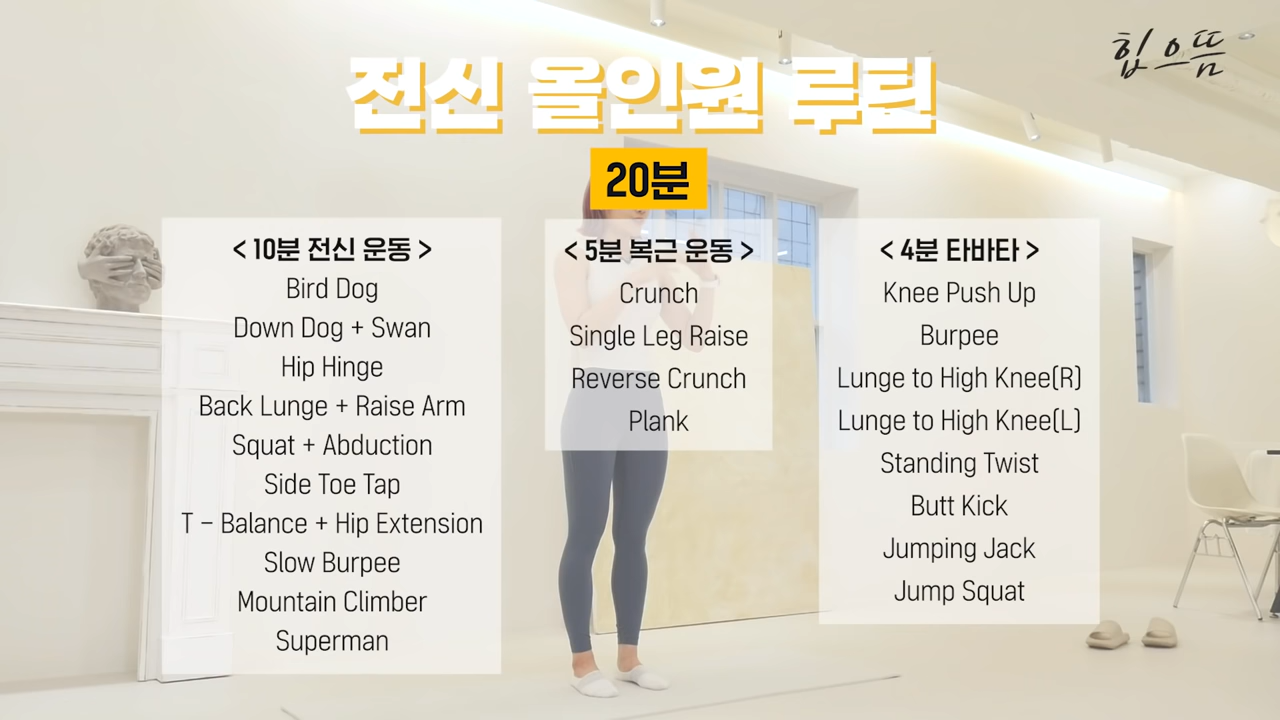 힙으뜸
전신 올인원 루틴
20분
< 10분 전신 운동 >
Bird Dog
Down Dog + Swan
Hip Hinge
Back Lunge + Raise Arm
Squat + Abduction
Side Toe Tap
T – Balance + Hip Extension
Slow Burpee
Mountain Climber
Superman
< 5분 복근 운동 >
Crunch
Single Leg Raise
Reverse Crunch
Plank
< 4분 타바타 >
Knee Push Up
Burpee
Lunge to High Knee(R)
Lunge to High Knee(L)
Standing Twist
Butt Kick
Jumping Jack
Jump Squat